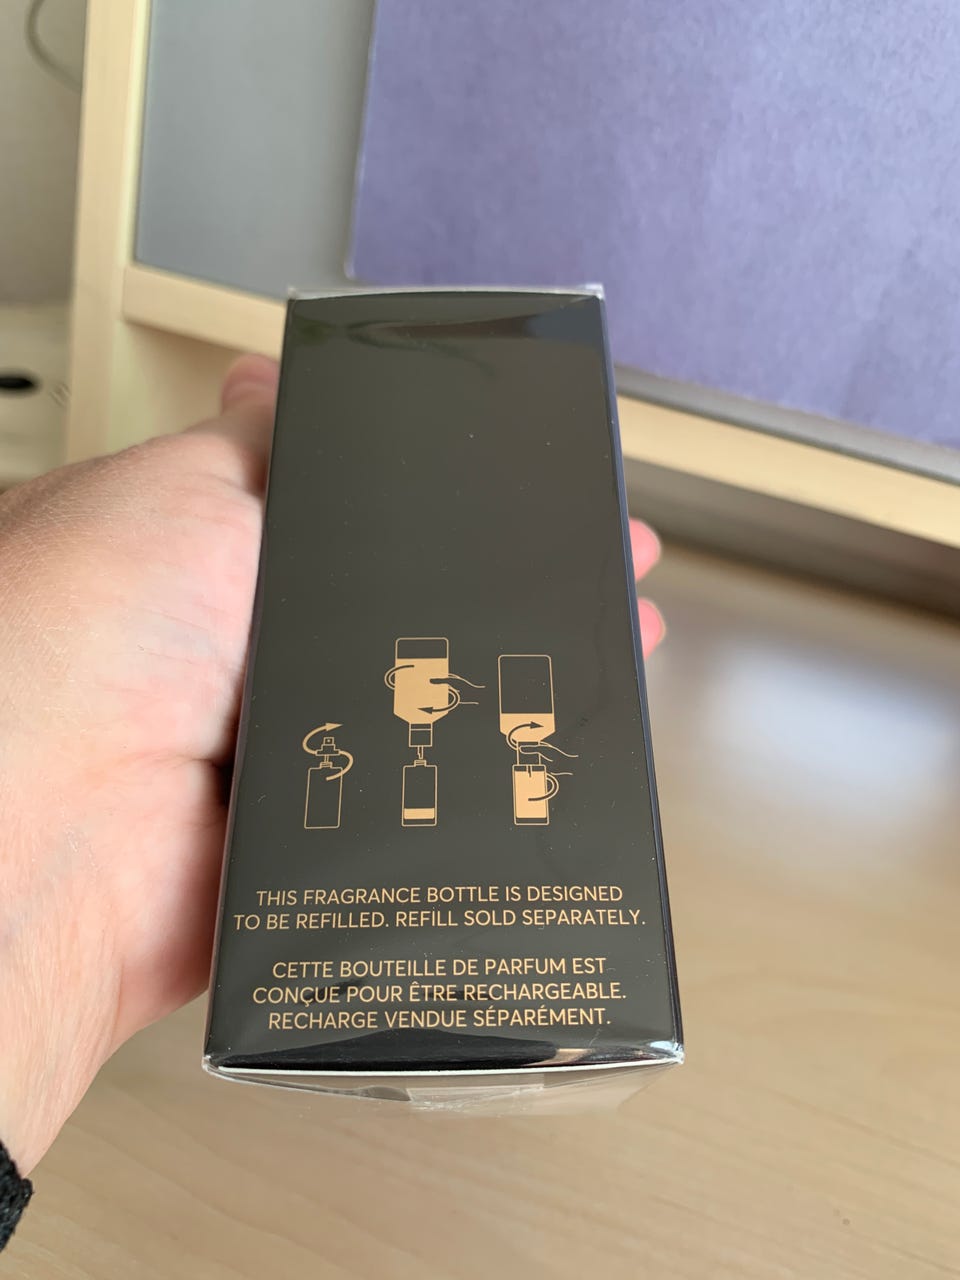 THIS FRAGRANCE BOTTLE IS DESIGNED
TO BE REFILLED. REFILL SOLD SEPARATELY.
CETTE BOUTEILLE DE PARFUM EST
CONÇUE POUR ÊTRE RECHARGEABLE.
RECHARGE VENDUE SÉPARÉMENT.